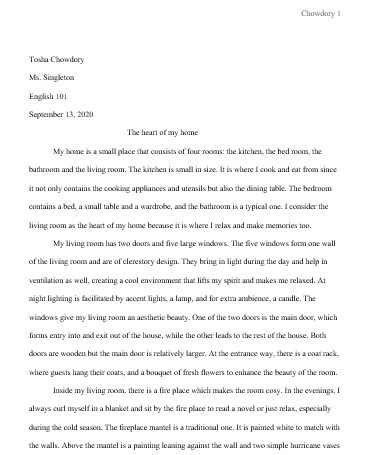 Chowdory 1
Tosha Chowdory
Ms. Singleton
English 101
September 13, 2020
The heart of my home
My home is a small place that consists of four rooms: the kitchen, the bed room, the
bathroom and the living room. The kitchen is small in size. It is where I cook and eat from since
it not only contains the cooking appliances and utensils but also the dining table. The bedroom
contains a bed, a small table and a wardrobe, and the bathroom is a typical one. I consider the
living room as the heart of my home because it is where I relax and make memories too.
My living room has two doors and five large windows. The five windows form one wall
of the living room and are of clerestory design. They bring in light during the day and help in
ventilation as well, creating a cool environment that lifts my spirit and makes me relaxed. At
night lighting is facilitated by accent lights, a lamp, and for extra ambience, a candle. The
windows give my living room an aesthetic beauty. One of the two doors is the main door, which
forms entry into and exit out of the house, while the other leads to the rest of the house. Both
doors are wooden but the main door is relatively larger. At the entrance way, there is a coat rack,
where guests hang their coats, and a bouquet of fresh flowers to enhance the beauty of the room.
Inside my living room, there is a fire place which makes the room cosy. In the evenings, I
always curl myself in a blanket and sit by the fire place to read a novel or just relax, especially
during the cold season. The fireplace mantel is a traditional one. It is painted white to match with
the walls. Above the mantel is a painting leaning against the wall and two simple hurricane vases